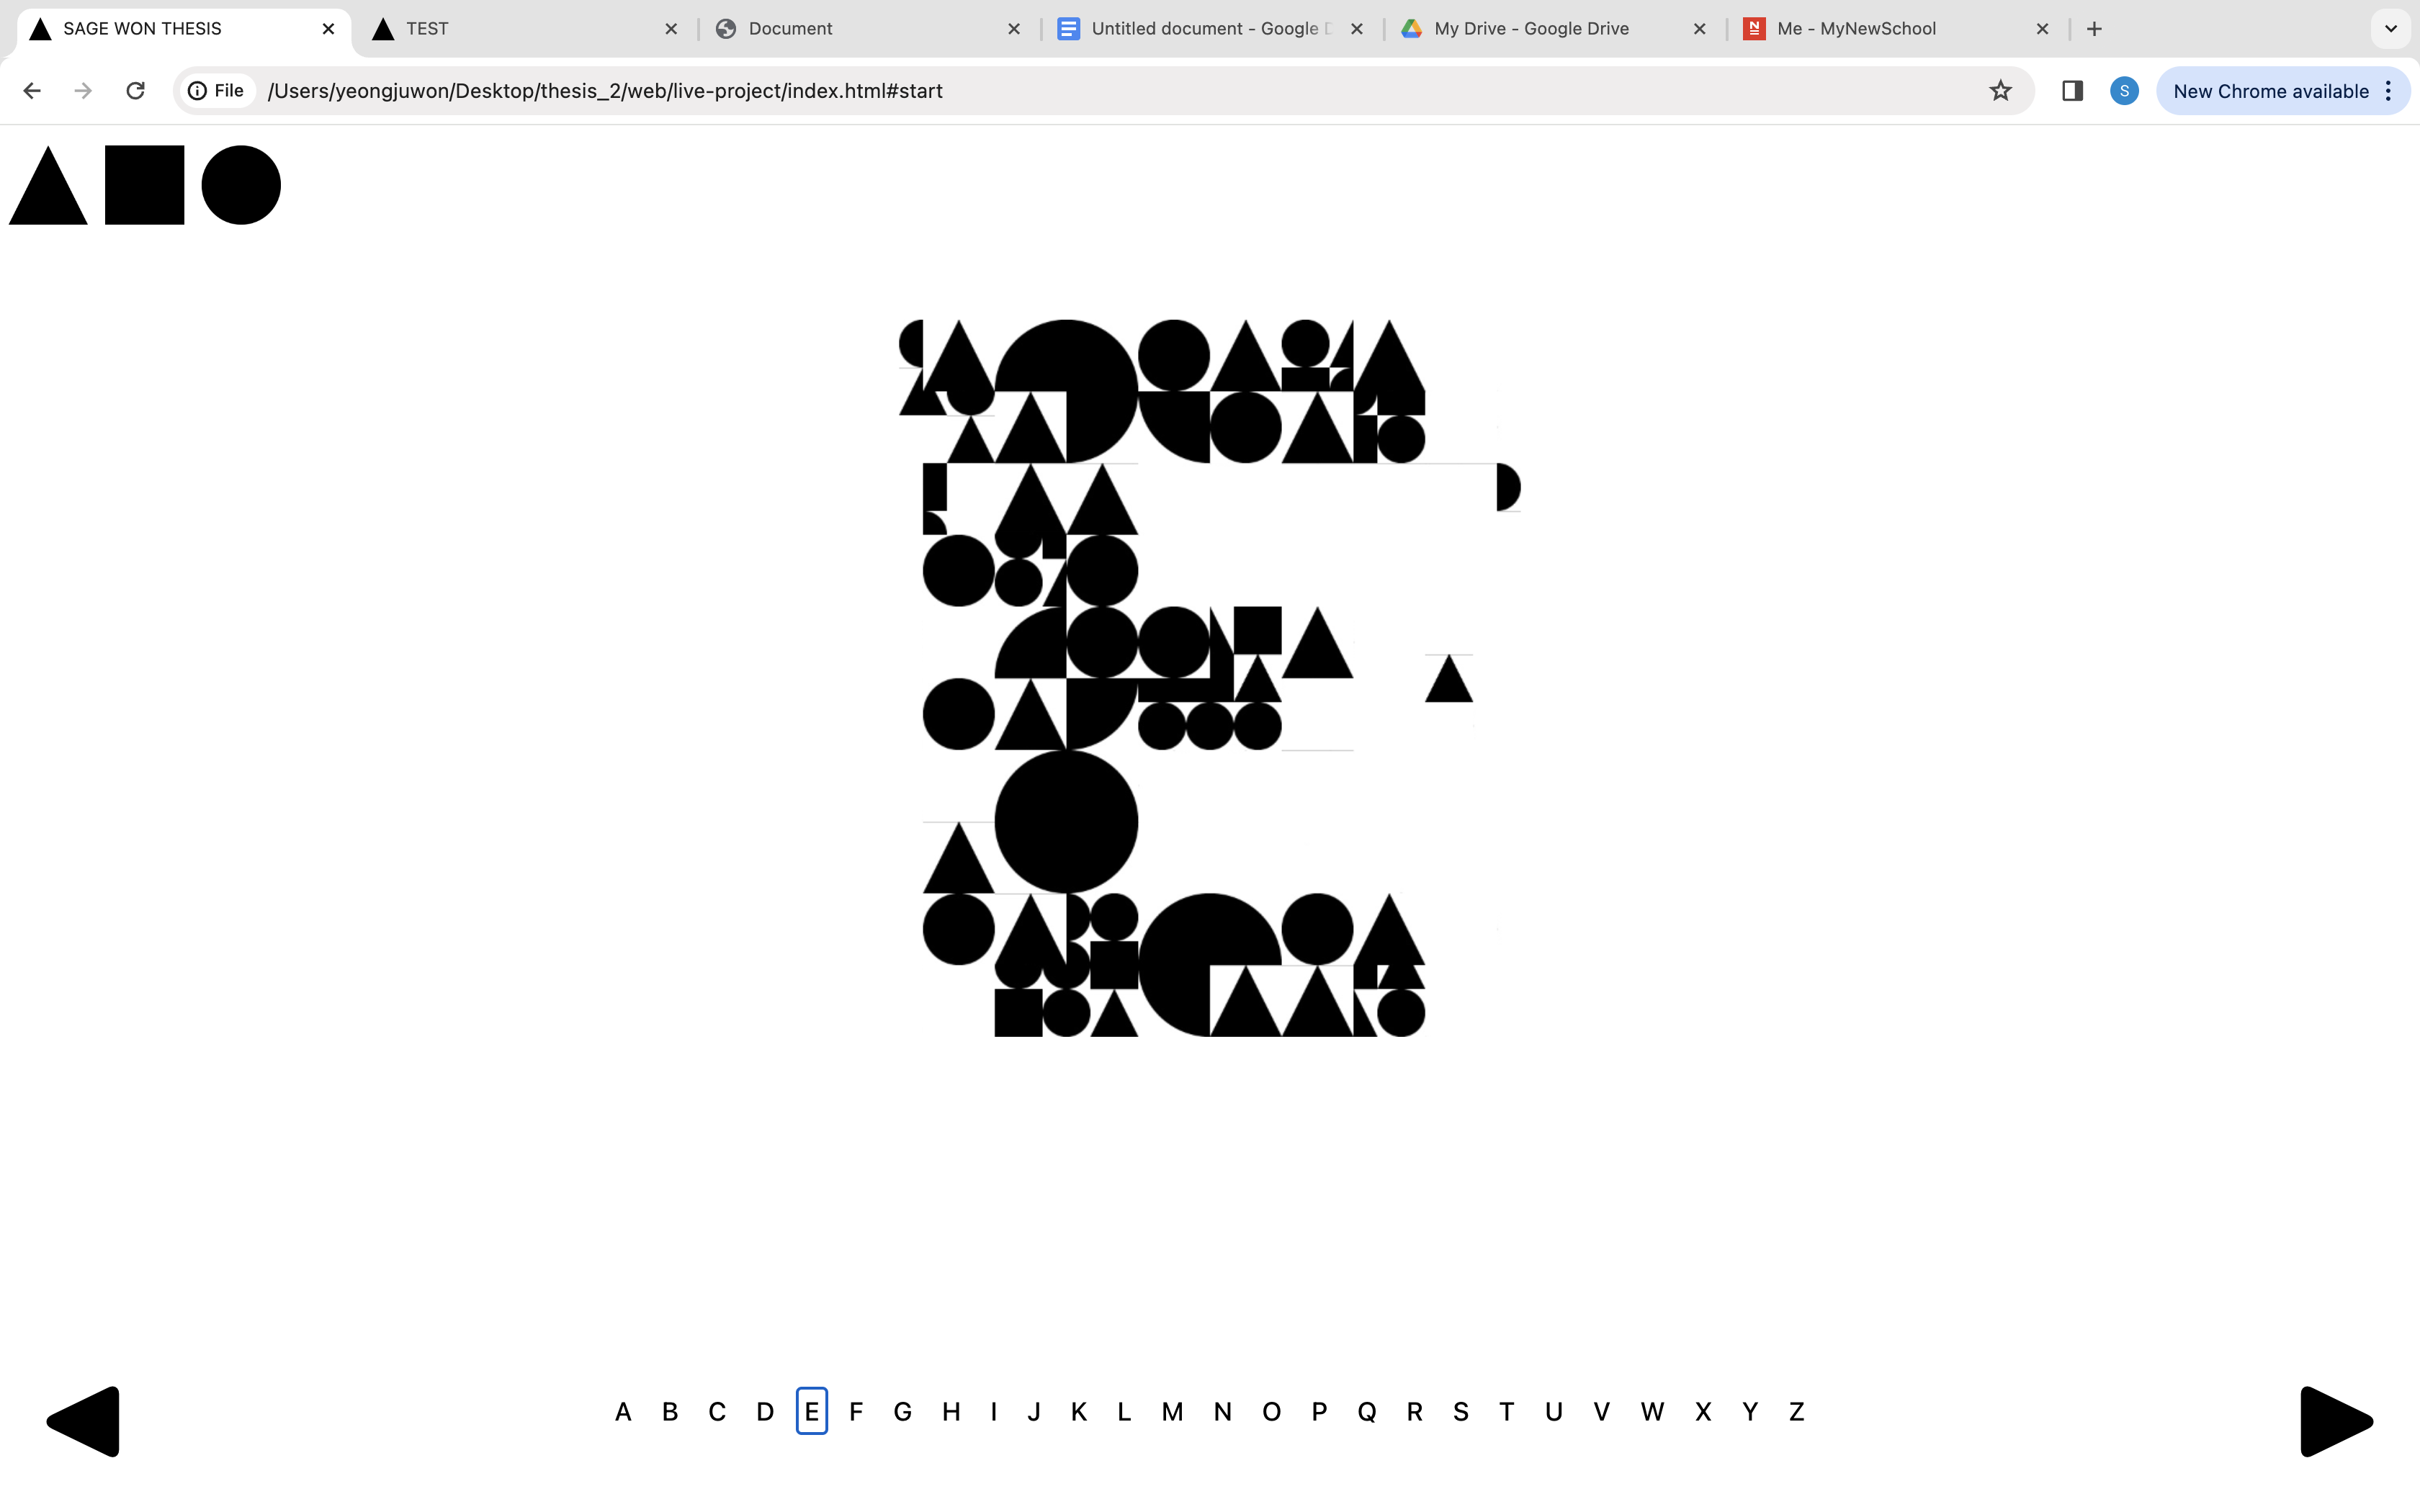 SAGE WON THESIS TEST Document Untitled document - Google D My Drive - Google Drive Me - MyNewSchool
File /Users/yeongjuwon/Desktop/thesis_2/web/live-project/index.html#start S New Chrome available
E
A B C D E F G H I J K L M N O P Q R S T U V W X Y Z